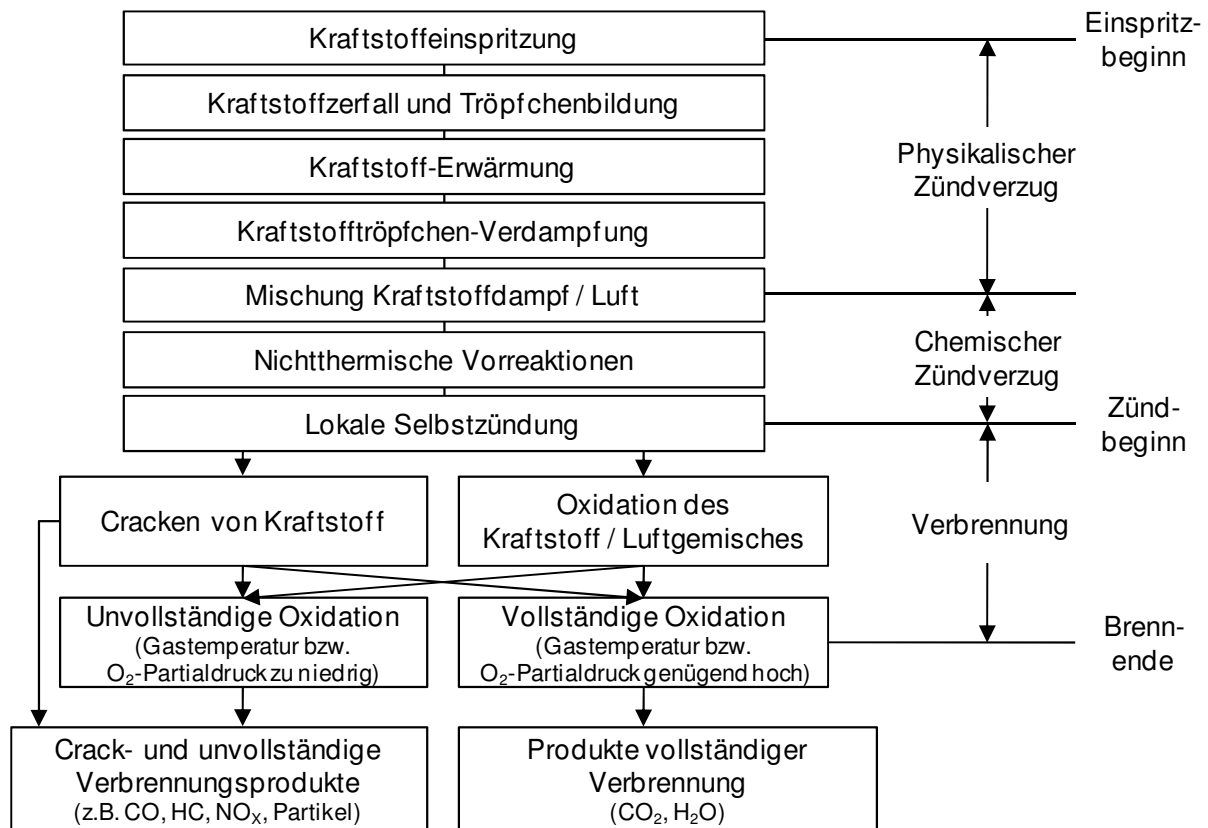 Kraftstoffeinspritzung
Einspritz-
beginn
Kraftstoffzerfall und Tröpfchenbildung
Kraftstoff-Erwärmung
Physikalischer
Zündverzug
Kraftstofftröpfchen-Verdampfung
Mischung Kraftstoffdampf / Luft
Nichtthermische Vorreaktionen
Chemischer
Zündverzug
Lokale Selbstzündung
Zünd-
beginn
Cracken von Kraftstoff
Oxidation des
Kraftstoff / Luftgemisches
Verbrennung
Unvollständige Oxidation
(Gastemperatur bzw.
O₂-Partialdruck zu niedrig)
Vollständige Oxidation
(Gastemperatur bzw.
O₂-Partialdruck genügend hoch)
Brenn-
ende
Crack- und unvollständige
Verbrennungsprodukte
(z.B. CO, HC, NOₓ, Partikel)
Produkte vollständiger
Verbrennung
(CO₂, H₂O)